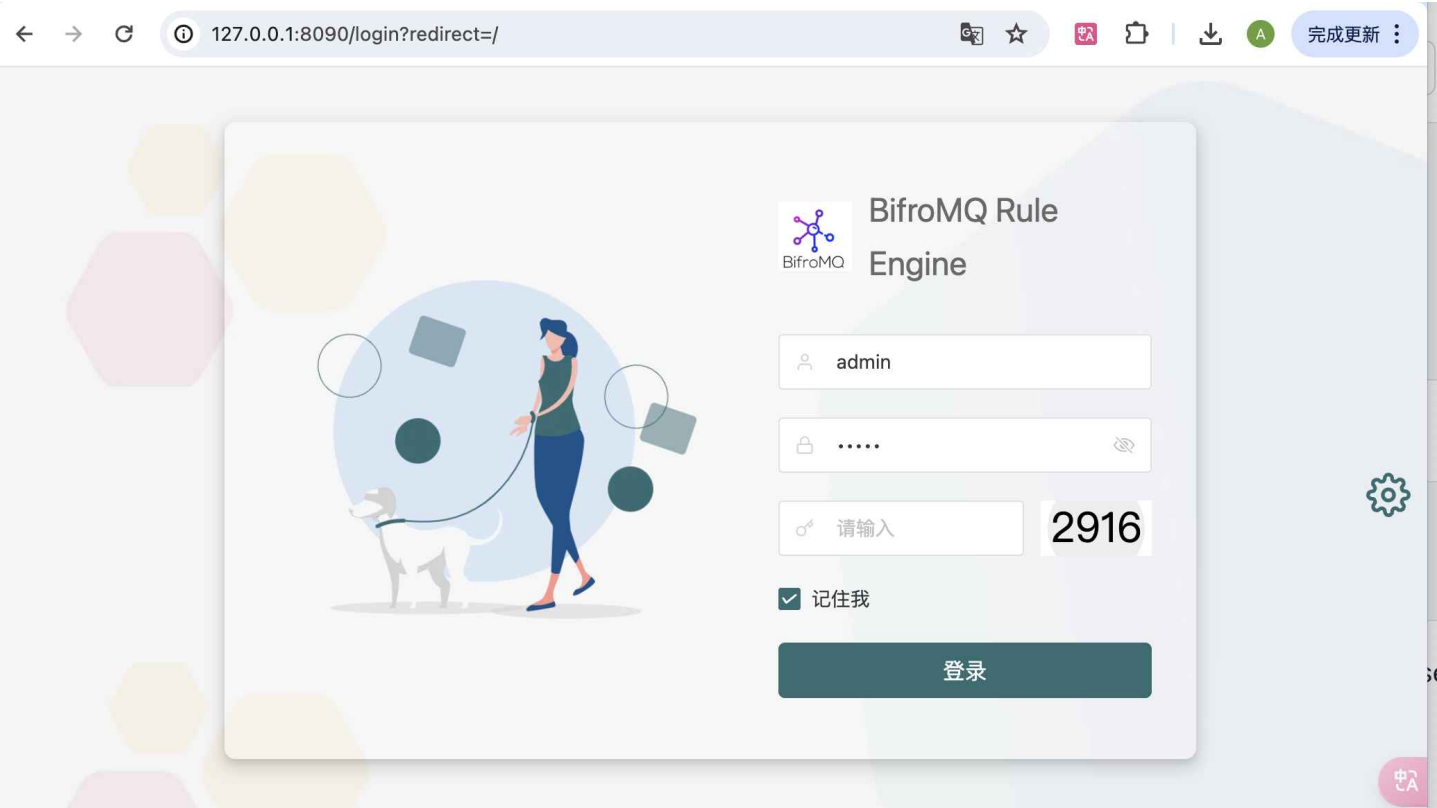 127.0.0.1:8090/login?redirect=/
A
完成更新
BifroMQ Rule
Engine
BifroMQ
admin
请输入
2916
记住我
登录